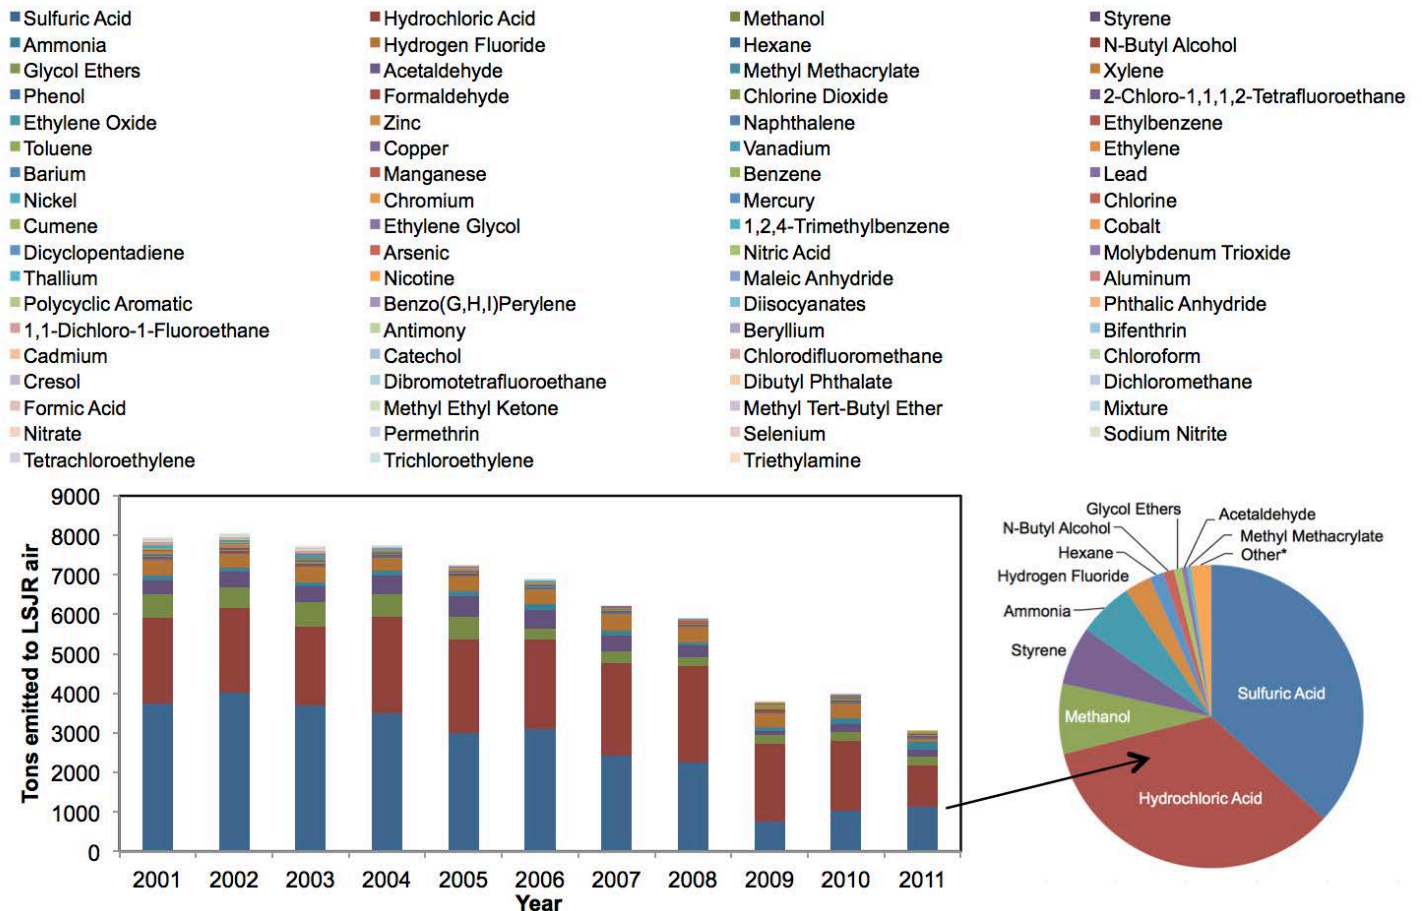 Sulfuric Acid Hydrochloric Acid Methanol Styrene
Ammonia Hydrogen Fluoride Hexane N-Butyl Alcohol
Glycol Ethers Acetaldehyde Methyl Methacrylate Xylene
Phenol Formaldehyde Chlorine Dioxide 2-Chloro-1,1,1,2-Tetrafluoroethane
Ethylene Oxide Zinc Naphthalene Ethylbenzene
Toluene Copper Vanadium Ethylene
Barium Manganese Benzene Lead
Nickel Chromium Mercury Chlorine
Cumene Ethylene Glycol 1,2,4-Trimethylbenzene Cobalt
Dicyclopentadiene Arsenic Nitric Acid Molybdenum Trioxide
Thallium Nicotine Maleic Anhydride Aluminum
Polycyclic Aromatic Benzo(G,H,I)Perylene Diisocyanates Phthalic Anhydride
1,1-Dichloro-1-Fluoroethane Antimony Beryllium Bifenthrin
Cadmium Catechol Chlorodifluoromethane Chloroform
Cresol Dibromotetrafluoroethane Dibutyl Phthalate Dichloromethane
Formic Acid Methyl Ethyl Ketone Methyl Tert-Butyl Ether Mixture
Nitrate Permethrin Selenium Sodium Nitrite
Tetrachloroethylene Trichloroethylene Triethylamine
Tons emitted to LSJR air
9000
8000
7000
6000
5000
4000
3000
2000
1000
0
2001 2002 2003 2004 2005 2006 2007 2008 2009 2010 2011
Year
Glycol Ethers
Acetaldehyde
N-Butyl Alcohol
Methyl Methacrylate
Hexane
Other*
Hydrogen Fluoride
Ammonia
Styrene
Sulfuric Acid
Methanol
Hydrochloric Acid